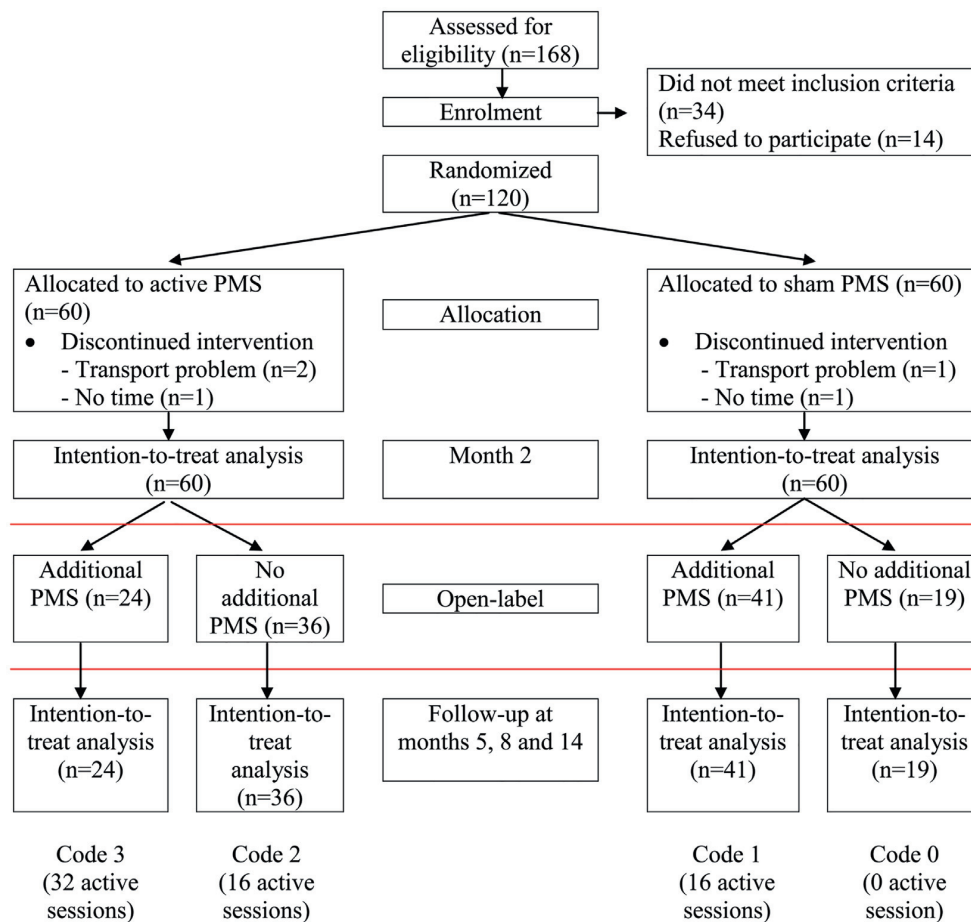 Assessed for
eligibility (n=168)
Enrolment
Did not meet inclusion criteria
(n=34)
Refused to participate (n=14)
Randomized
(n=120)
Allocated to active PMS
(n=60)
• Discontinued intervention
- Transport problem (n=2)
- No time (n=1)
Allocation
Allocated to sham PMS (n=60)
• Discontinued intervention
- Transport problem (n=1)
- No time (n=1)
Intention-to-treat analysis
(n=60)
Month 2
Intention-to-treat analysis
(n=60)
Additional
PMS (n=24)
No
additional
PMS (n=36)
Open-label
Additional
PMS (n=41)
No additional
PMS (n=19)
Intention-to-
treat analysis
(n=24)
Intention-to-
treat
analysis
(n=36)
Follow-up at
months 5, 8 and 14
Intention-to-
treat analysis
(n=41)
Intention-to-
treat analysis
(n=19)
Code 3
(32 active
sessions)
Code 2
(16 active
sessions)
Code 1
(16 active
sessions)
Code 0
(0 active
session)